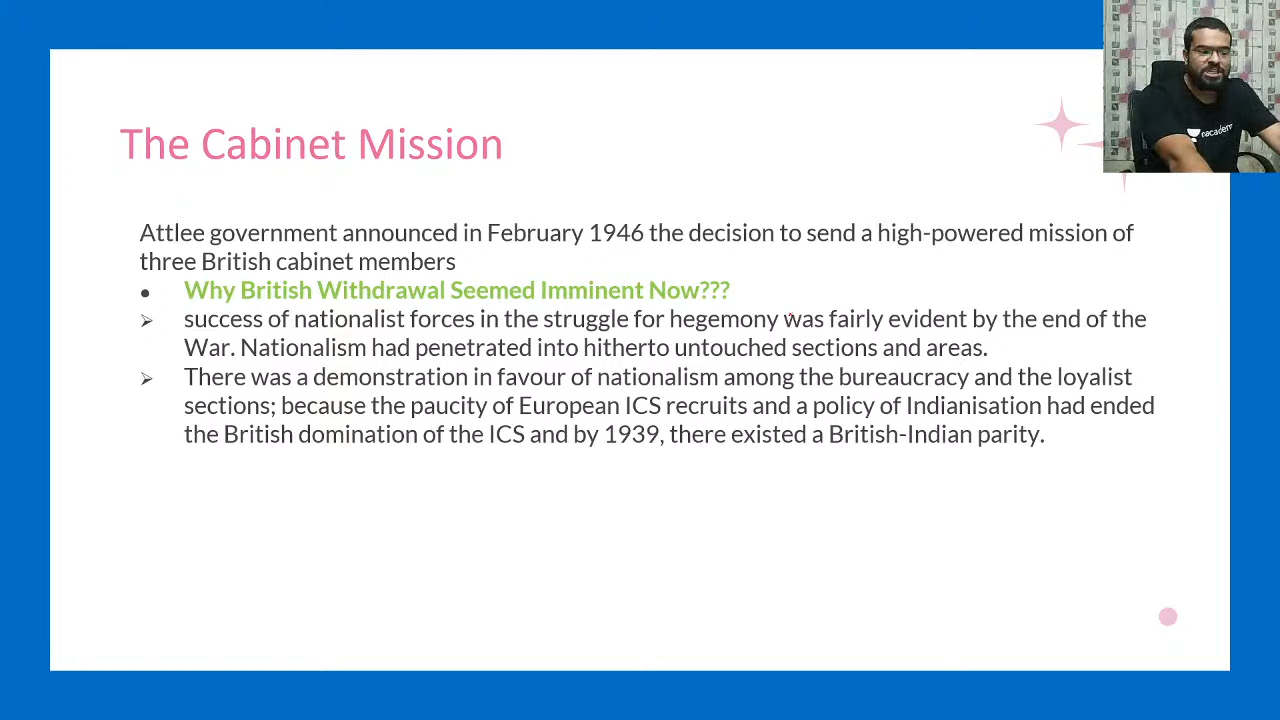 The Cabinet Mission
nacadem
Attlee government announced in February 1946 the decision to send a high-powered mission of
three British cabinet members
● Why British Withdrawal Seemed Imminent Now???
➢ success of nationalist forces in the struggle for hegemony was fairly evident by the end of the
War. Nationalism had penetrated into hitherto untouched sections and areas.
➢ There was a demonstration in favour of nationalism among the bureaucracy and the loyalist
sections; because the paucity of European ICS recruits and a policy of Indianisation had ended
the British domination of the ICS and by 1939, there existed a British-Indian parity.